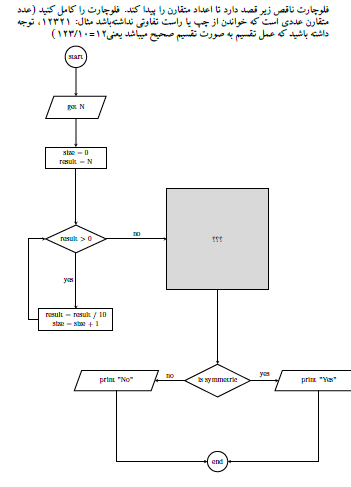 فلوچارت ناقص زیر قصد دارد تا اعداد متقارن را پیدا کند. فلوچارت را کامل کنید (عدد
متقارن عددی است که خواندن از چپ یا راست تفاوتی نداشته‌باشد مثال: ۱۲۳۲۱، توجه
داشته باشید که عمل تقسیم به صورت تقسیم صحیح میباشد یعنی۱۲=۱۲۳/۱۰)
start
get N
size = 0
result = N
result > 0
no
؟؟؟
yes
result = result / 10
size = size + 1
is symmetric
no
yes
print "No"
print "Yes"
end